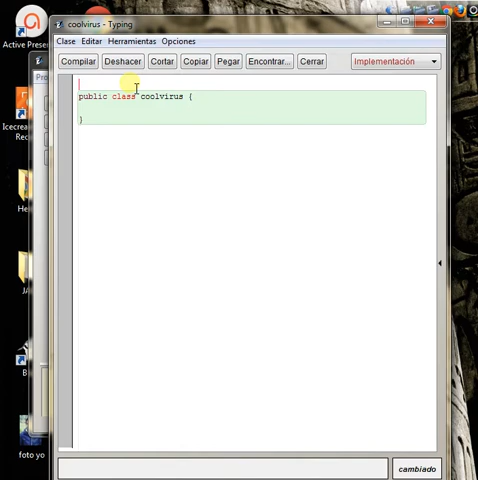 coolvirus - Typing
Active Prese
Clase Editar Herramientas Opciones
Compilar Deshacer Cortar Copiar Pegar Encontrar... Cerrar Implementación
public class coolvirus {
}
Icecrea
Rec
foto yo
cambiado